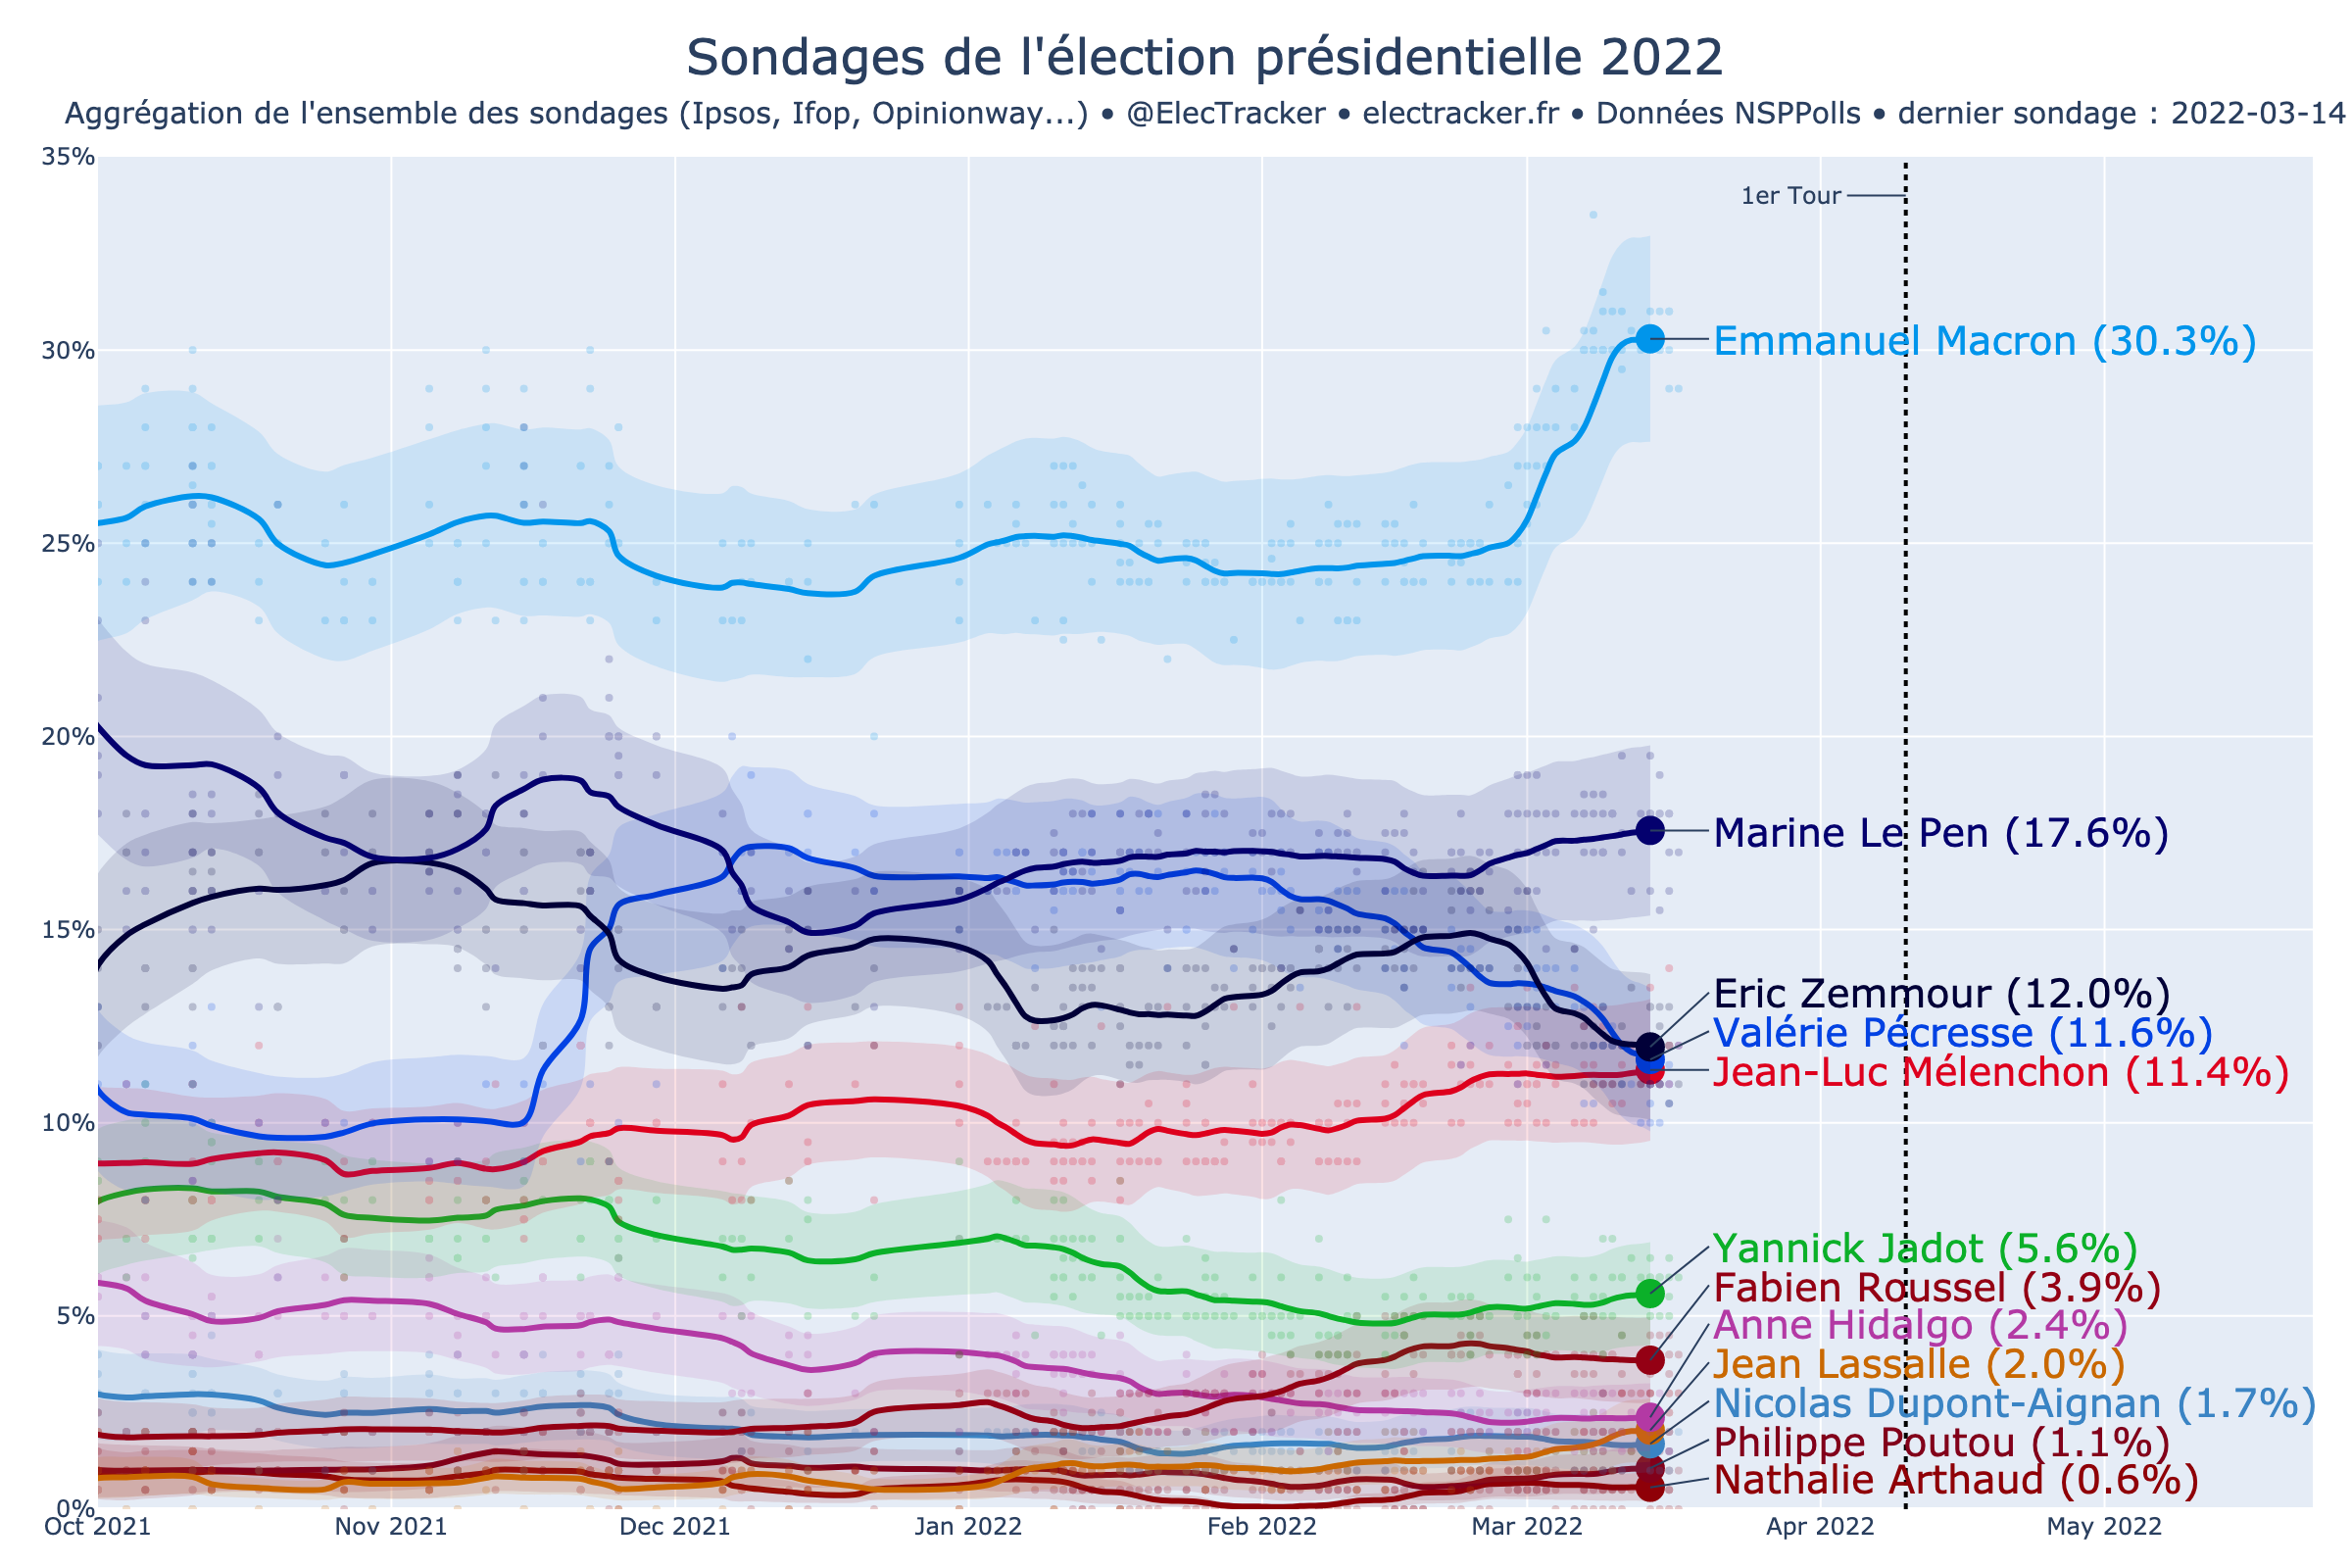 Sondages de l'élection présidentielle 2022
Aggrégation de l'ensemble des sondages (Ipsos, Ifop, Opinionway...) • @ElecTracker • electracker.fr • Données NSPPolls • dernier sondage : 2022-03-14
35%
1er Tour
30%
Emmanuel Macron (30.3%)
25%
20%
Marine Le Pen (17.6%)
15%
Eric Zemmour (12.0%)
Valérie Pécresse (11.6%)
Jean-Luc Mélenchon (11.4%)
10%
Yannick Jadot (5.6%)
Fabien Roussel (3.9%)
5%
Anne Hidalgo (2.4%)
Jean Lassalle (2.0%)
Nicolas Dupont-Aignan (1.7%)
Philippe Poutou (1.1%)
Nathalie Arthaud (0.6%)
0%
Oct 2021 Nov 2021 Dec 2021 Jan 2022 Feb 2022 Mar 2022 Apr 2022 May 2022